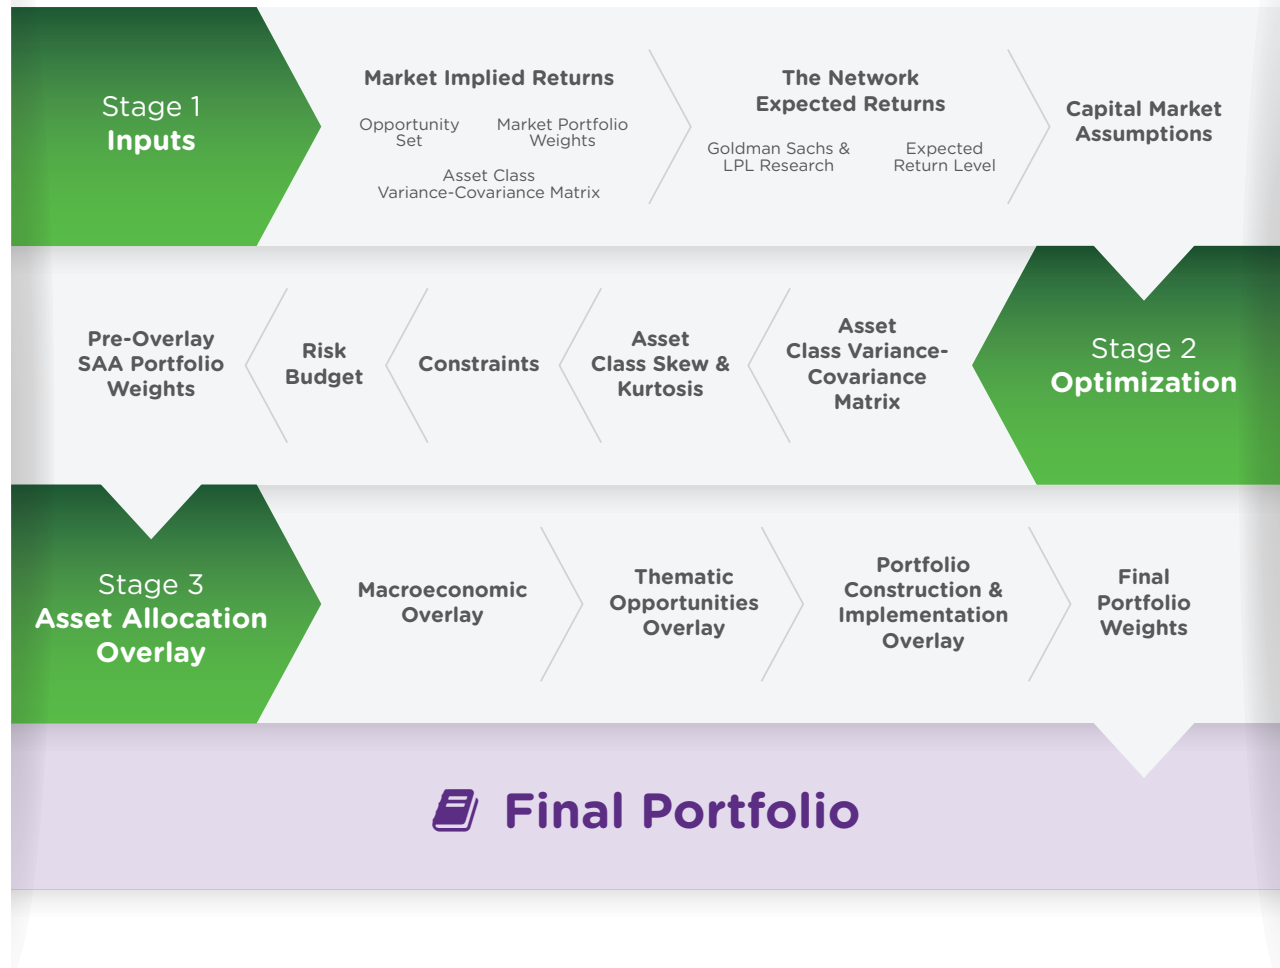 Stage 1
Inputs
Market Implied Returns
Opportunity
Set
Market Portfolio
Weights
Asset Class
Variance-Covariance Matrix
The Network
Expected Returns
Goldman Sachs &
LPL Research
Expected
Return Level
Capital Market
Assumptions
Stage 2
Optimization
Asset
Class Variance-
Covariance
Matrix
Asset
Class Skew &
Kurtosis
Constraints
Risk
Budget
Pre-Overlay
SAA Portfolio
Weights
Stage 3
Asset Allocation
Overlay
Macroeconomic
Overlay
Thematic
Opportunities
Overlay
Portfolio
Construction &
Implementation
Overlay
Final
Portfolio
Weights
Final Portfolio